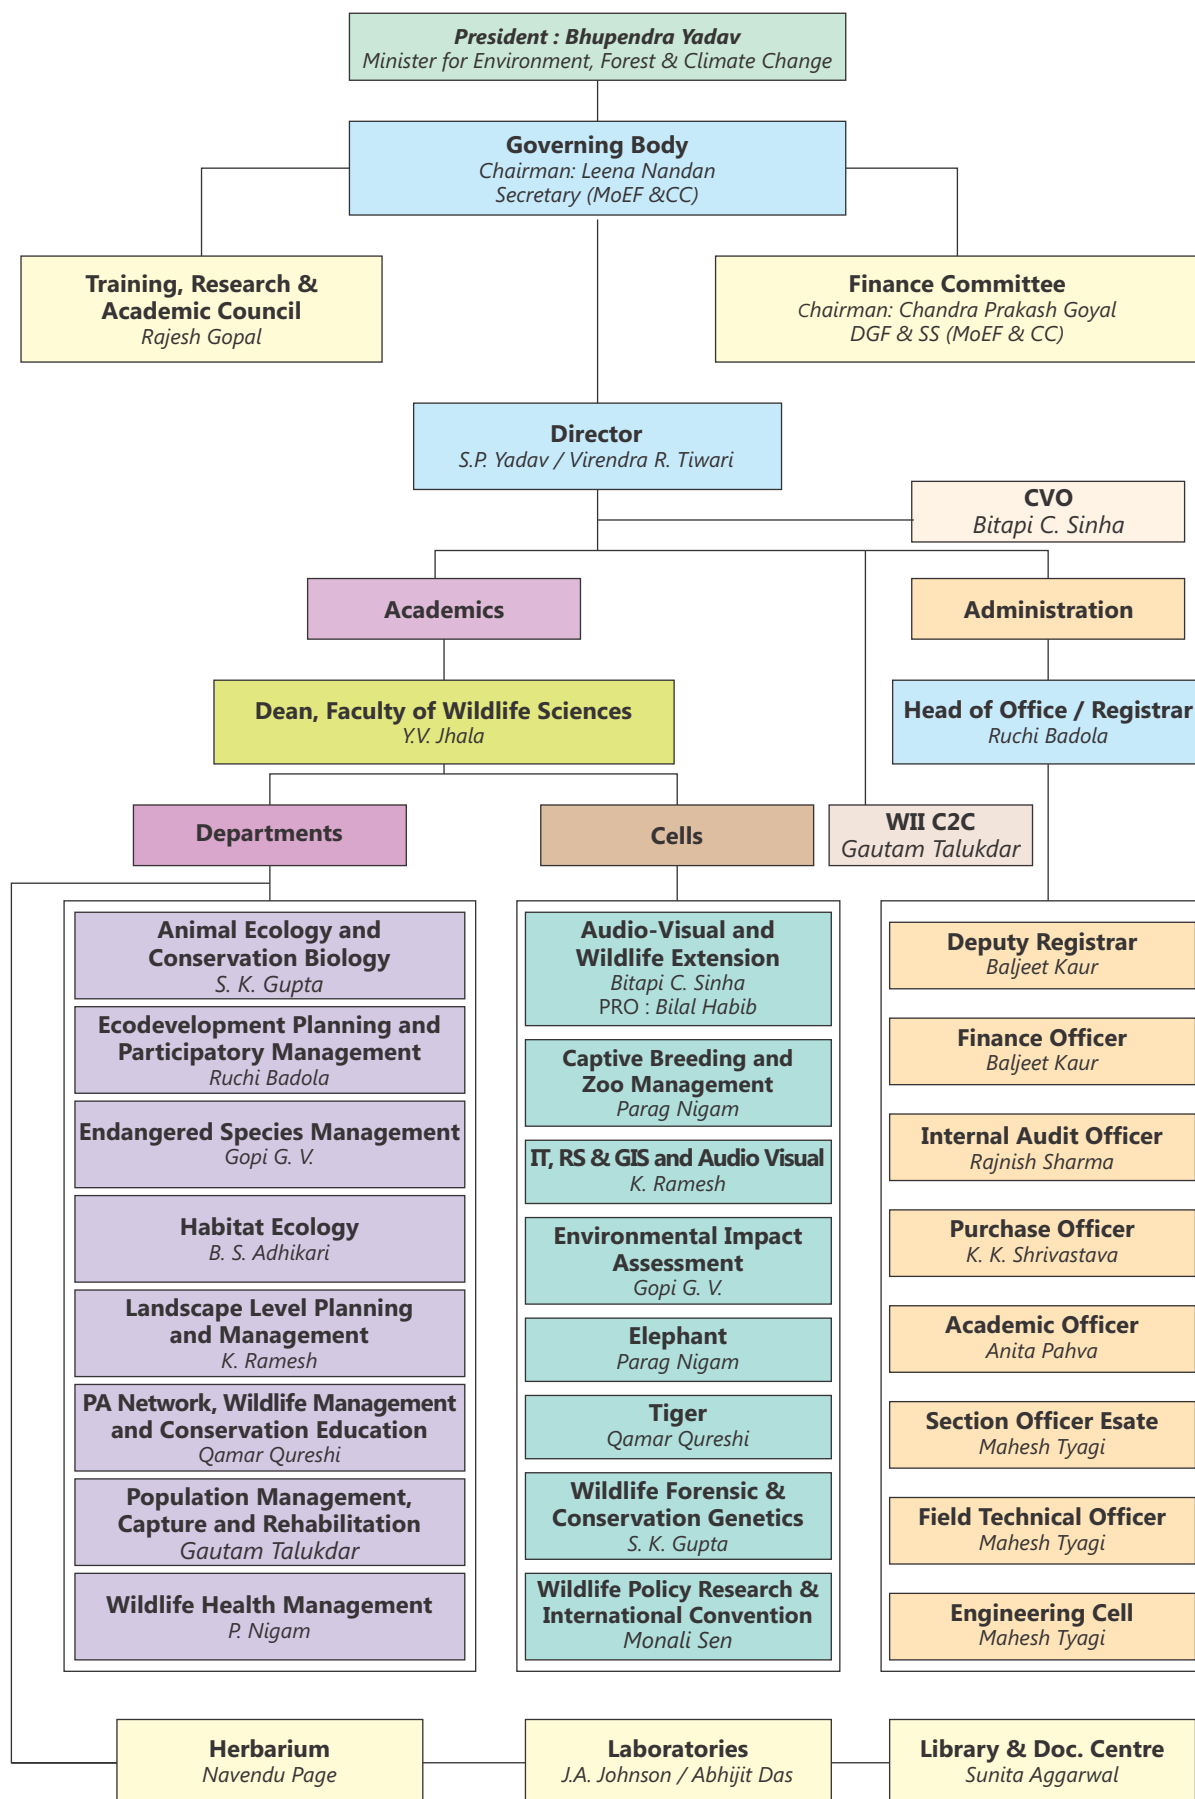 President : Bhupendra Yadav
Minister for Environment, Forest & Climate Change
Governing Body
Chairman: Leena Nandan
Secretary (MoEF &CC)
Training, Research &
Academic Council
Rajesh Gopal
Finance Committee
Chairman: Chandra Prakash Goyal
DGF & SS (MoEF & CC)
Director
S.P. Yadav / Virendra R. Tiwari
CVO
Bitapi C. Sinha
Academics
Administration
Dean, Faculty of Wildlife Sciences
Y.V. Jhala
Head of Office / Registrar
Ruchi Badola
Departments
Cells
WII C2C
Gautam Talukdar
Animal Ecology and
Conservation Biology
S. K. Gupta
Ecodevelopment Planning and
Participatory Management
Ruchi Badola
Endangered Species Management
Gopi G. V.
Habitat Ecology
B. S. Adhikari
Landscape Level Planning
and Management
K. Ramesh
PA Network, Wildlife Management
and Conservation Education
Qamar Qureshi
Population Management,
Capture and Rehabilitation
Gautam Talukdar
Wildlife Health Management
P. Nigam
Audio-Visual and
Wildlife Extension
Bitapi C. Sinha
PRO : Bilal Habib
Captive Breeding and
Zoo Management
Parag Nigam
IT, RS & GIS and Audio Visual
K. Ramesh
Environmental Impact
Assessment
Gopi G. V.
Elephant
Parag Nigam
Tiger
Qamar Qureshi
Wildlife Forensic &
Conservation Genetics
S. K. Gupta
Wildlife Policy Research &
International Convention
Monali Sen
Deputy Registrar
Baljeet Kaur
Finance Officer
Baljeet Kaur
Internal Audit Officer
Rajnish Sharma
Purchase Officer
K. K. Shrivastava
Academic Officer
Anita Pahva
Section Officer Esate
Mahesh Tyagi
Field Technical Officer
Mahesh Tyagi
Engineering Cell
Mahesh Tyagi
Herbarium
Navendu Page
Laboratories
J.A. Johnson / Abhijit Das
Library & Doc. Centre
Sunita Aggarwal